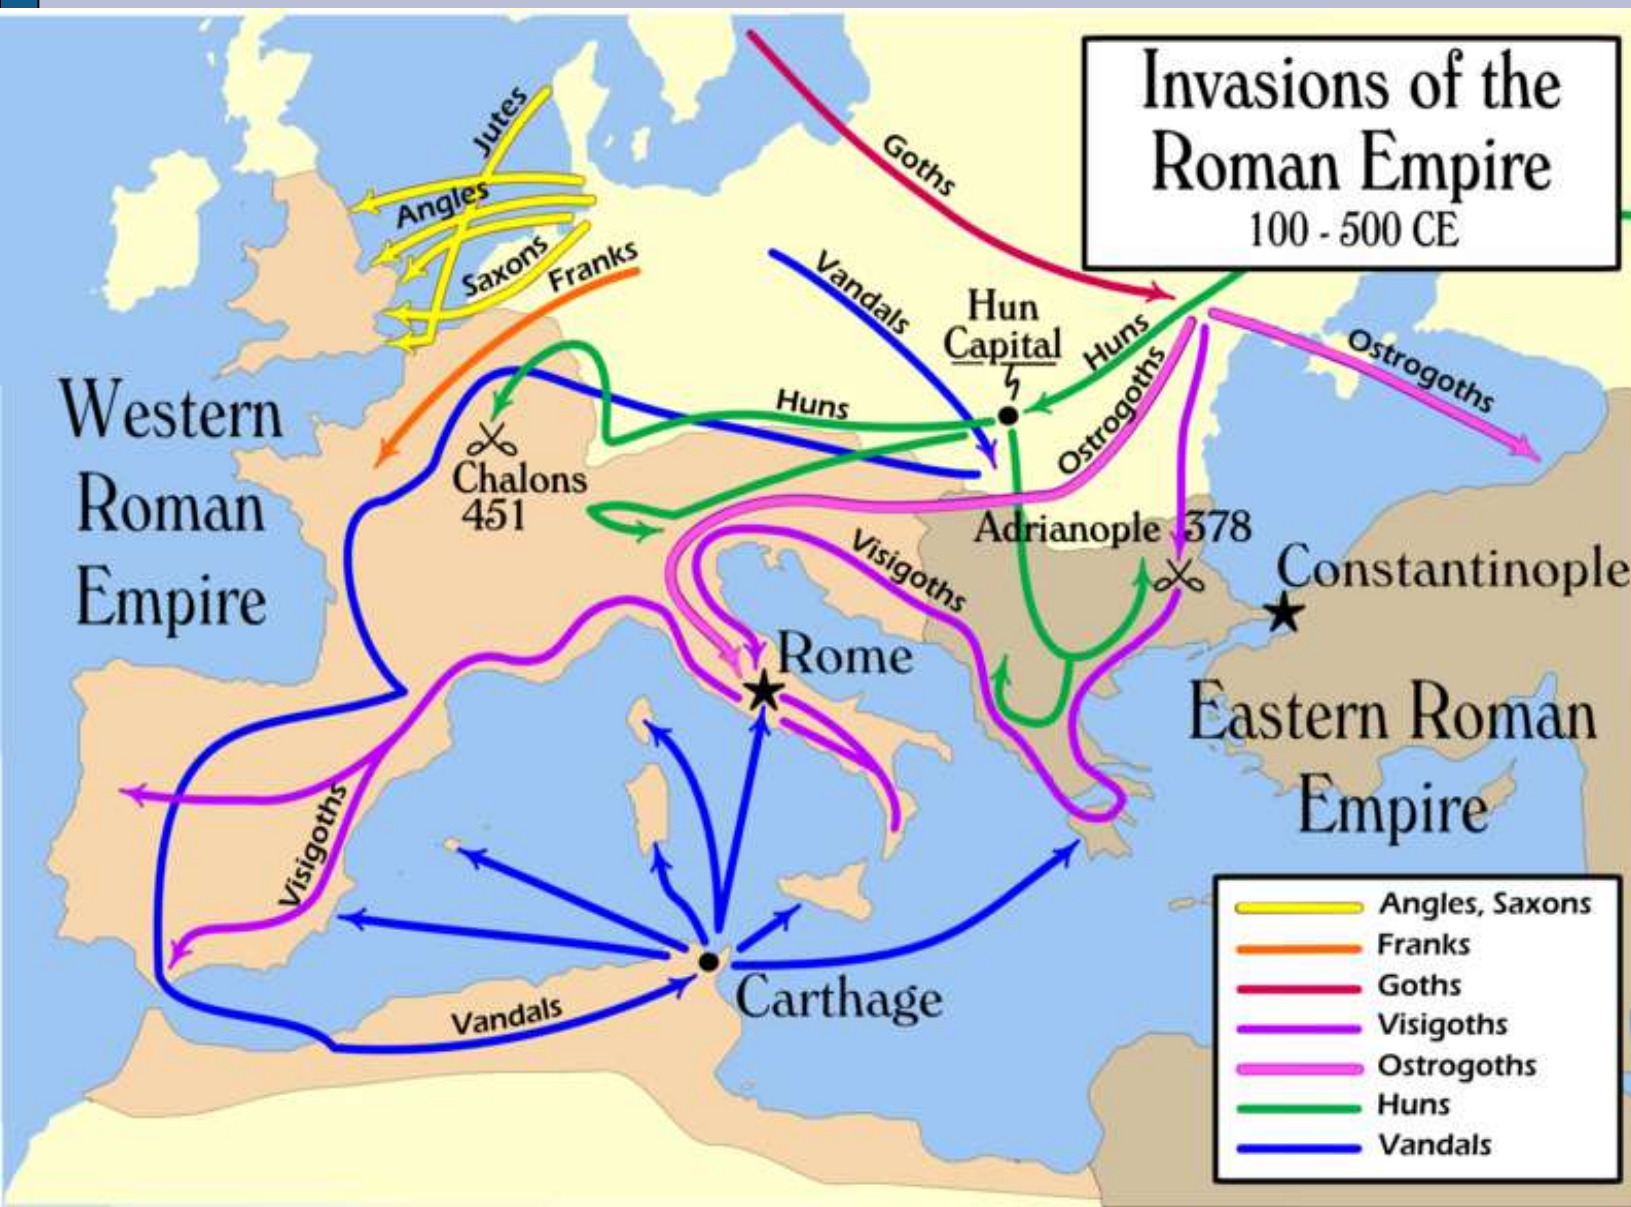 Invasions of the
Roman Empire
100 - 500 CE
Jutes
Angles
Saxons
Franks
Goths
Vandals
Hun
Capital
Huns
Ostrogoths
Ostrogoths
Huns
Western
Roman
Empire
Chalons
451
Adrianople 378
Visigoths
Constantinople
Rome
Eastern Roman
Empire
Visigoths
Carthage
Vandals
Angles, Saxons
Franks
Goths
Visigoths
Ostrogoths
Huns
Vandals